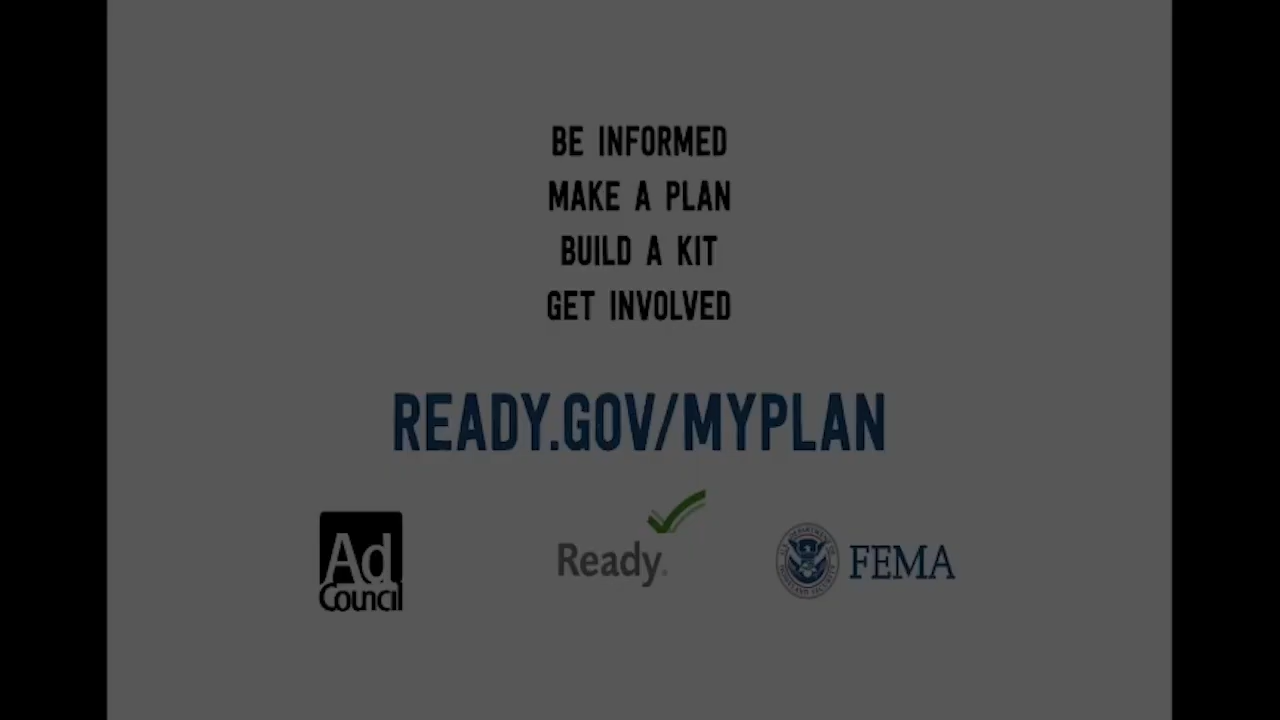 BE INFORMED
MAKE A PLAN
BUILD A KIT
GET INVOLVED
READY.GOV/MYPLAN
Ad
Council
Ready.
FEMA